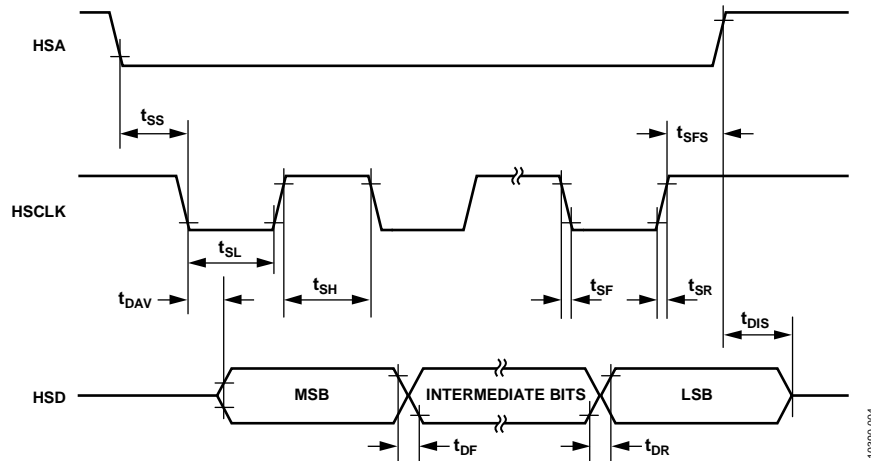 HSA
tSS
tSFS
HSCLK
tSL
tSH
tSF
tSR
tDAV
tDIS
HSD
MSB
INTERMEDIATE BITS
LSB
tDF
tDR